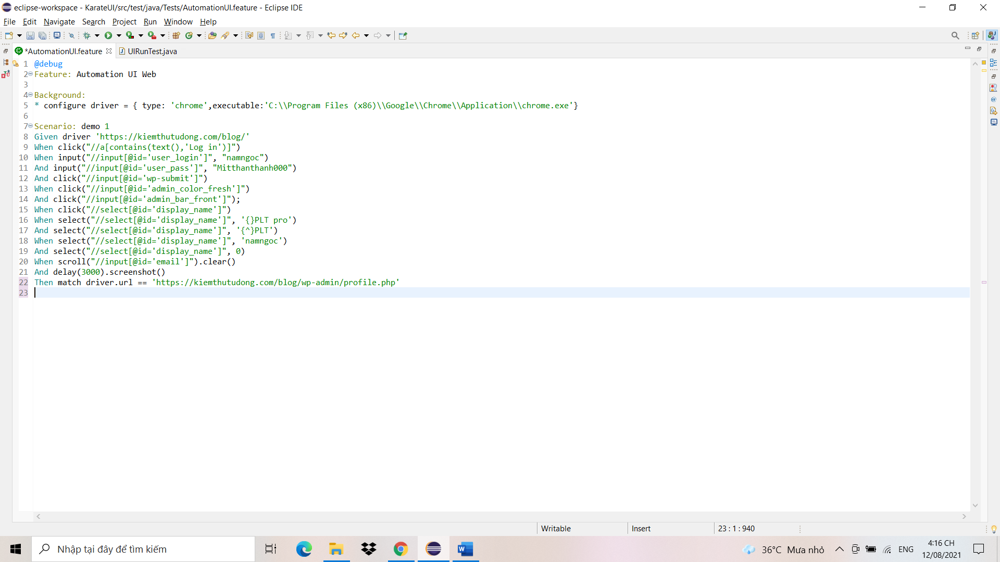 eclipse-workspace - KarateUI/src/test/java/Tests/AutomationUI.feature - Eclipse IDE
File Edit Navigate Search Project Run Window Help
*AutomationUI.feature UIRunTest.java
1 @debug
2 Feature: Automation UI Web
3
4 Background:
5 * configure driver = { type: 'chrome',executable:'C:\\Program Files (x86)\\Google\\Chrome\\Application\\chrome.exe'}
6
7 Scenario: demo 1
8 Given driver 'https://kiemthutudong.com/blog/'
9 When click("//a[contains(text(),'Log in')]")
10 When input("//input[@id='user_login']", "namngoc")
11 And input("//input[@id='user_pass']", "Mitthanthanh000")
12 And click("//input[@id='wp-submit']")
13 When click("//input[@id='admin_color_fresh']")
14 And click("//input[@id='admin_bar_front']");
15 When click("//select[@id='display_name']")
16 When select("//select[@id='display_name']", '{}PLT pro')
17 And select("//select[@id='display_name']", '{^}PLT')
18 When select("//select[@id='display_name']", 'namngoc')
19 And select("//select[@id='display_name']", 0)
20 When scroll("//input[@id='email']").clear()
21 And delay(3000).screenshot()
22 Then match driver.url == 'https://kiemthutudong.com/blog/wp-admin/profile.php'
23
Writable Insert 23 : 1 : 940
Nhập tại đây để tìm kiếm
36°C Mưa nhỏ ENG 4:16 CH
12/08/2021